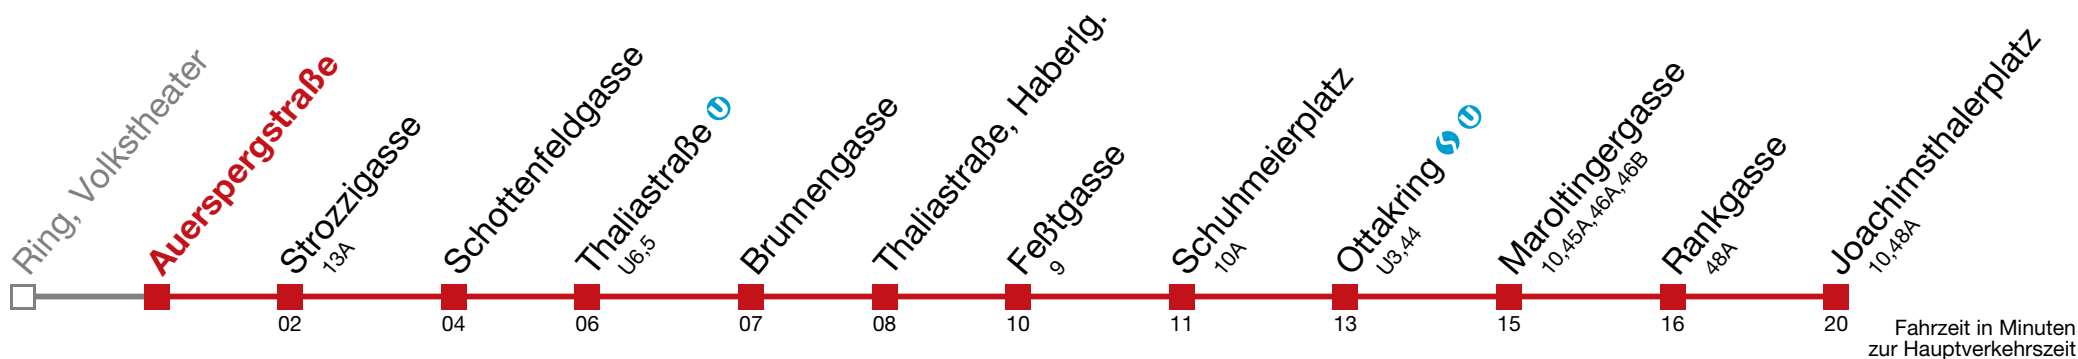 Ring, Volkstheater
Auerspergstraße
Strozzigasse
13A
Schottenfeldgasse
Thaliastraße U
U6,5
Brunnengasse
Thaliastraße, Haberlg.
Feßtgasse
9
Schuhmeierplatz
10A
Ottakring S U
U3,44
Maroltingergasse
10,45A,46A,46B
Rankgasse
48A
Joachimsthalerplatz
10,48A
02 04 06 07 08 10 11 13 15 16 20
Fahrzeit in Minuten
zur Hauptverkehrszeit